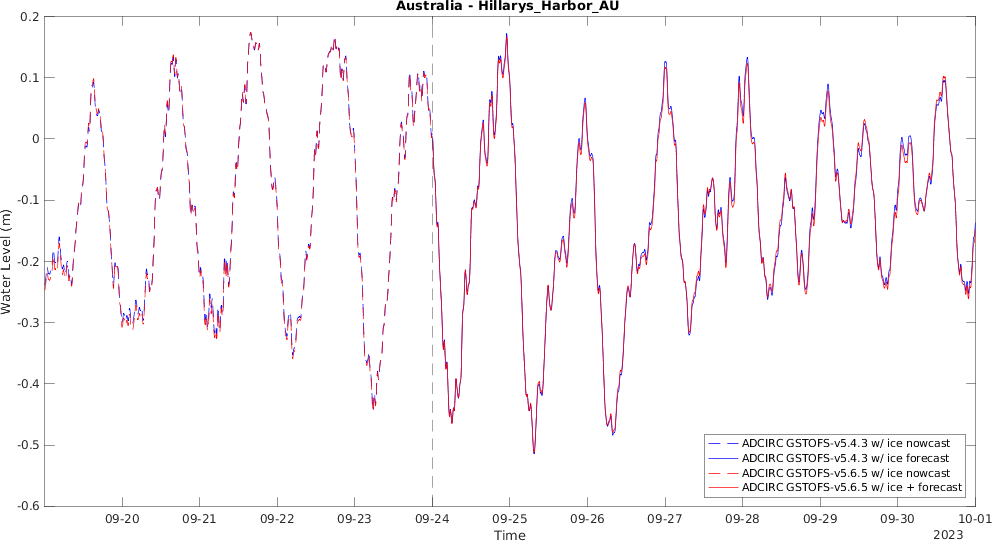 Australia - Hillarys_Harbor_AU
0.2
0.1
0
-0.1
-0.2
-0.3
-0.4
-0.5
-0.6
Water Level (m)
ADCIRC GSTOFS-v5.4.3 w/ ice nowcast
ADCIRC GSTOFS-v5.4.3 w/ ice forecast
ADCIRC GSTOFS-v5.6.5 w/ ice nowcast
ADCIRC GSTOFS-v5.6.5 w/ ice + forecast
09-20 09-21 09-22 09-23 09-24 09-25 09-26 09-27 09-28 09-29 09-30 10-01
Time
2023